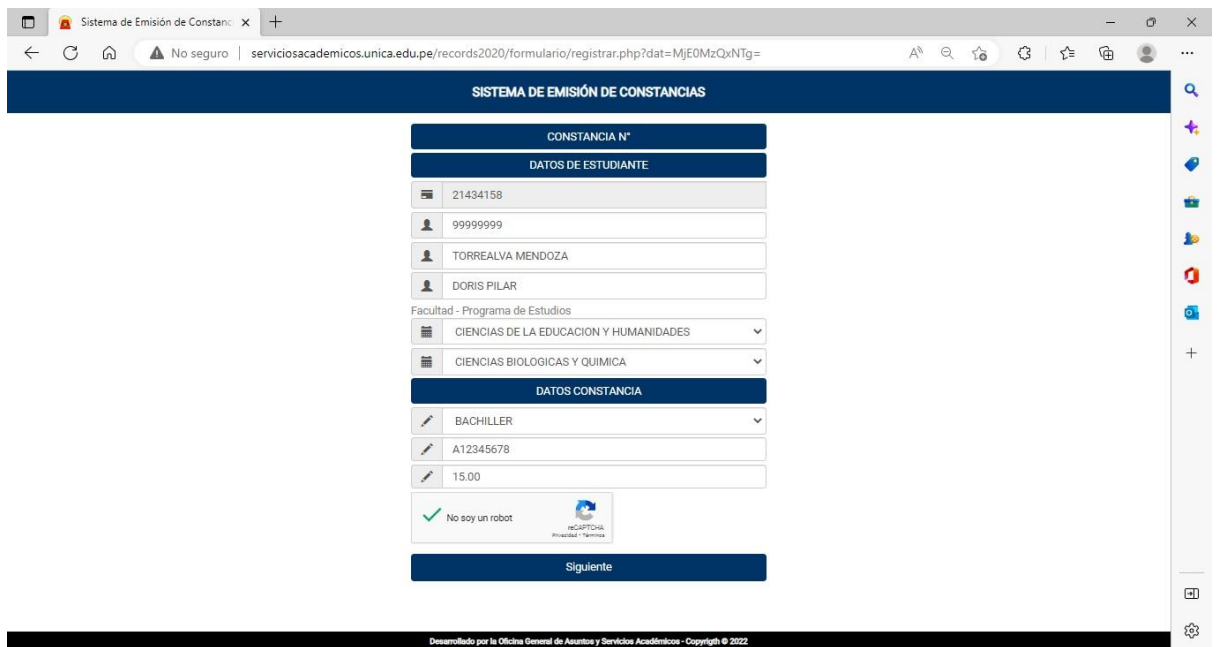 Sistema de Emisión de Constanci
No seguro | serviciosacademicos.unica.edu.pe/records2020/formulario/registrar.php?dat=MjE0MzQxNTg=
SISTEMA DE EMISIÓN DE CONSTANCIAS
CONSTANCIA N°
DATOS DE ESTUDIANTE
21434158
99999999
TORREALVA MENDOZA
DORIS PILAR
Facultad - Programa de Estudios
CIENCIAS DE LA EDUCACION Y HUMANIDADES
CIENCIAS BIOLOGICAS Y QUIMICA
DATOS CONSTANCIA
BACHILLER
A12345678
15.00
No soy un robot
reCAPTCHA
Privacidad - Términos
Siguiente
Desarrollado por la Oficina General de Asuntos y Servicios Académicos - Copyrigth © 2022